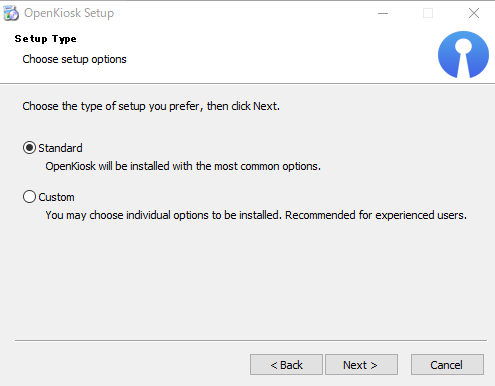 OpenKiosk Setup
Setup Type
Choose setup options
Choose the type of setup you prefer, then click Next.
Standard
OpenKiosk will be installed with the most common options.
Custom
You may choose individual options to be installed. Recommended for experienced users.
< Back Next > Cancel